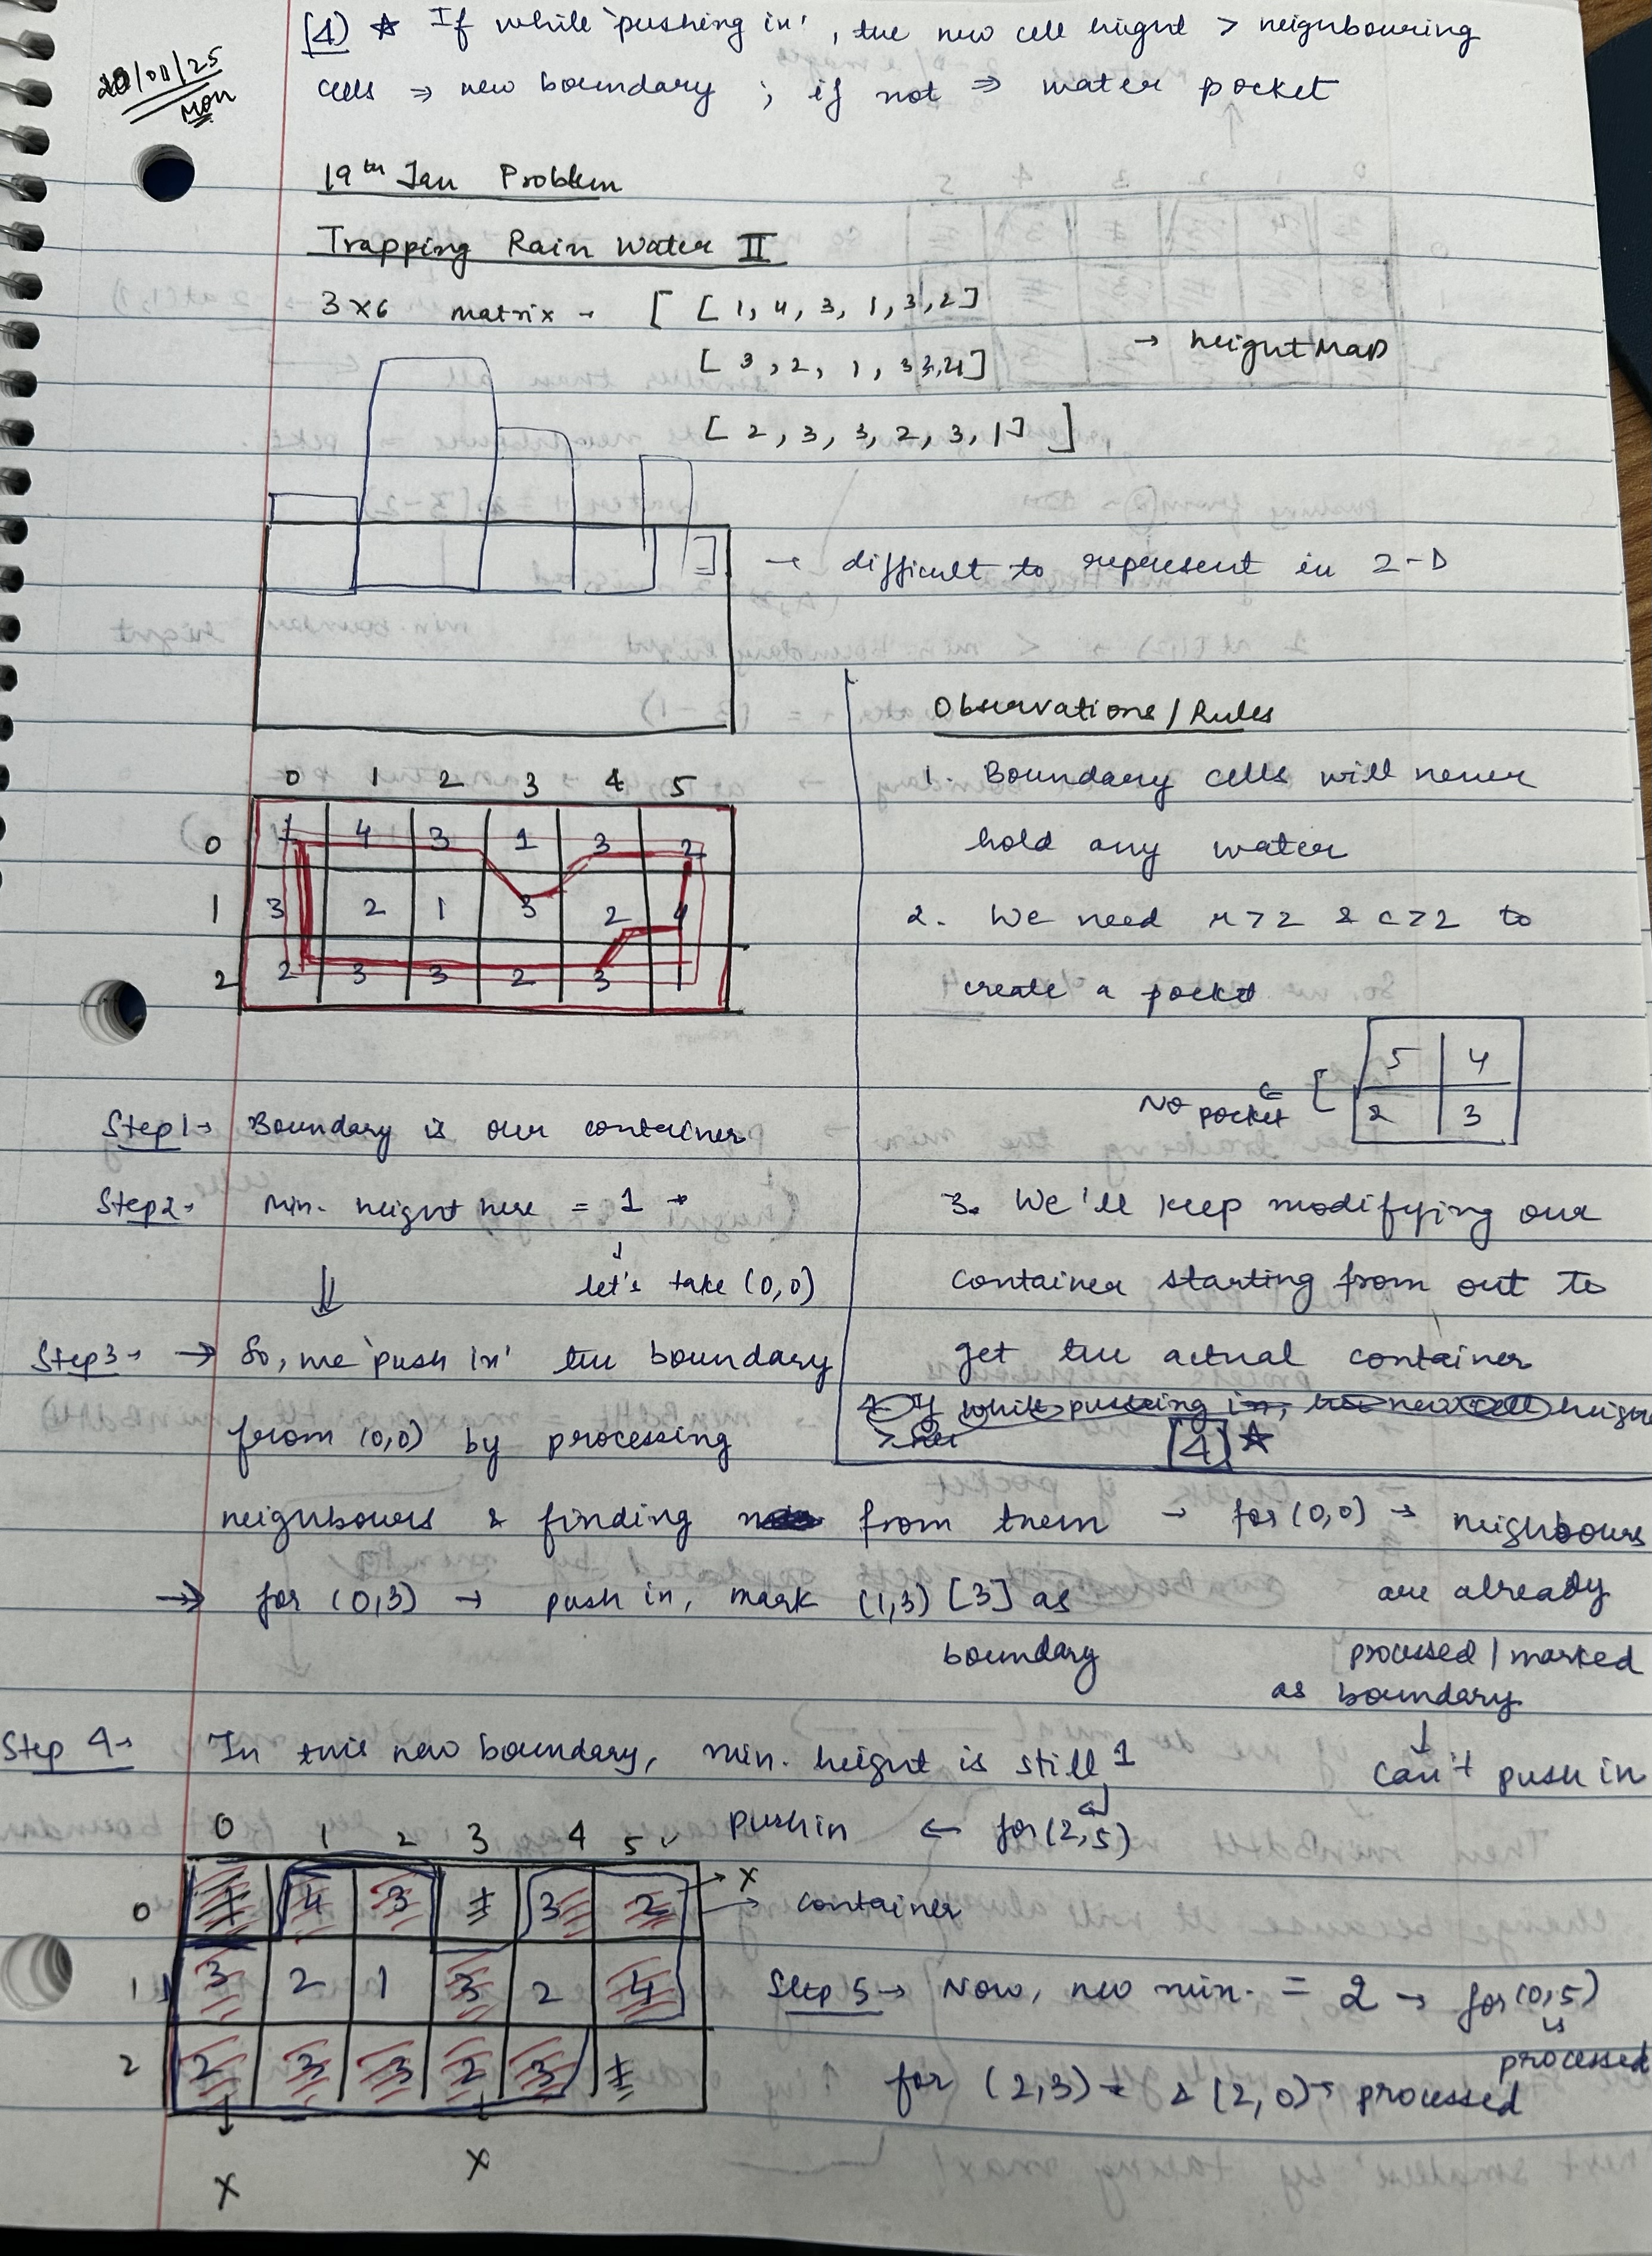 [4] ☆ If while 'pushing in', the new cell height > neighbouring
cells ⇒ new boundary ; if not ⇒ water pocket
20/01/25
Mon
19th Jan Problem
Trapping Rain Water II
3×6 matrix → [ [ 1, 4, 3, 1, 3, 2]
[ 3, 2, 1, 3, 2, 4]
→ heightMap
[ 2, 3, 3, 2, 3, 1] ]
→ difficult to represent in 2-D
0 1 2 3 4 5
0 1 4 3 1 3 2
1 3 2 1 3 2 4
2 2 3 3 2 3 1
Observations / Rules
1. Boundary cells will never
hold any water
2. We need r>2 & c>2 to
create a pocket
5 4
2 3
No pocket ⇐ [
3. We'll keep modifying our
container starting from out to
get the actual container
4. If while pushing in, the new cell height
> nei
[4] ☆
Step1→ Boundary is our container
Step2→ Min. height here = 1 →
↓
let's take (0,0)
⇓
Step3→ → So, we 'push in' the boundary
from (0,0) by processing
neighbours & finding from them → for (0,0) → neighbours
are already
processed / marked
as boundary
↓
can't push in
→ for (0,3) → push in, mark (1,3) [3] as
boundary
Step 4→ In this new boundary, min. height is still 1
push in ← for (2,5)
0 1 2 3 4 5 ✓
0 1 4 3 1 3 2 → X
→ container
1 3 2 1 3 2 4
2 2 3 3 2 3 1
↓ ↓
X X
Step 5→ Now, new min. = 2 → for (0,5)
is
processed
for (2,3) → & (2,0) → processed